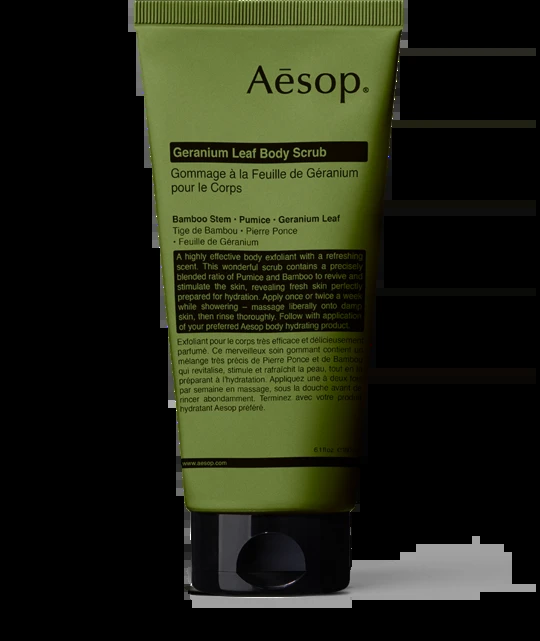 Aēsop®
Geranium Leaf Body Scrub
Gommage à la Feuille de Géranium
pour le Corps
Bamboo Stem · Pumice · Geranium Leaf
Tige de Bambou · Pierre Ponce
· Feuille de Géranium
A highly effective body exfoliant with a refreshing
scent. This wonderful scrub contains a precisely
blended ratio of Pumice and Bamboo to revive and
stimulate the skin, revealing fresh skin perfectly
prepared for hydration. Apply once or twice a week
while showering – massage liberally onto damp
skin, then rinse thoroughly. Follow with application
of your preferred Aesop body hydrating product.
Exfoliant pour le corps très efficace et délicieusement
parfumé. Ce merveilleux soin gommant contient un
mélange très précis de Pierre Ponce et de Bambou
qui revitalise, stimule et rafraîchit la peau, tout en la
préparant à l'hydratation. Appliquez une à deux fois
par semaine en massage, sous la douche avant de
rincer abondamment. Terminez avec votre produit
hydratant Aesop préféré.
6.1 fl oz
www.aesop.com